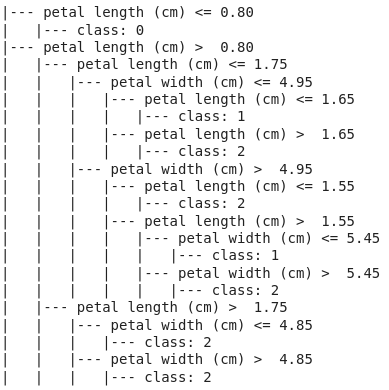 |--- petal length (cm) <= 0.80
|   |--- class: 0
|--- petal length (cm) >  0.80
|   |--- petal length (cm) <= 1.75
|   |   |--- petal width (cm) <= 4.95
|   |   |   |--- petal length (cm) <= 1.65
|   |   |   |   |--- class: 1
|   |   |   |--- petal length (cm) >  1.65
|   |   |   |   |--- class: 2
|   |   |--- petal width (cm) >  4.95
|   |   |   |--- petal length (cm) <= 1.55
|   |   |   |   |--- class: 2
|   |   |   |--- petal length (cm) >  1.55
|   |   |   |   |--- petal width (cm) <= 5.45
|   |   |   |   |   |--- class: 1
|   |   |   |   |--- petal width (cm) >  5.45
|   |   |   |   |   |--- class: 2
|   |--- petal length (cm) >  1.75
|   |   |--- petal width (cm) <= 4.85
|   |   |   |--- class: 2
|   |   |--- petal width (cm) >  4.85
|   |   |   |--- class: 2